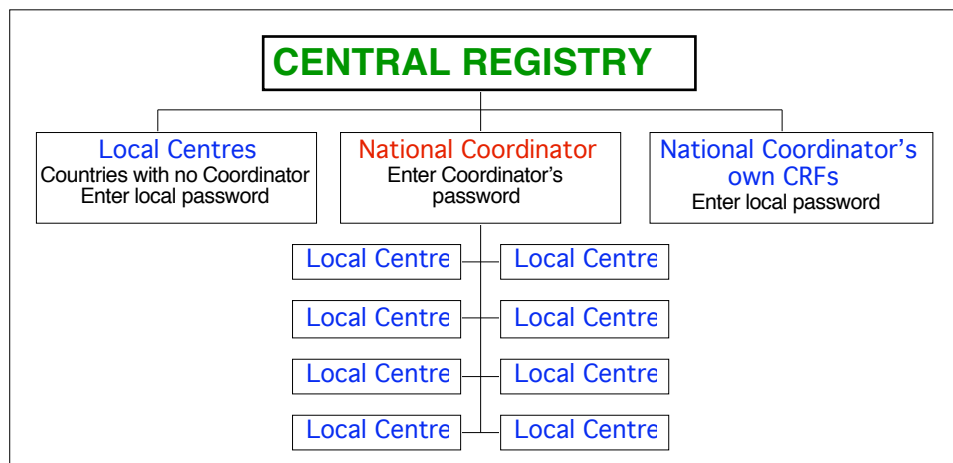 CENTRAL REGISTRY
Local Centres
Countries with no Coordinator
Enter local password
National Coordinator
Enter Coordinator's
password
National Coordinator's
own CRFs
Enter local password
Local Centre
Local Centre
Local Centre
Local Centre
Local Centre
Local Centre
Local Centre
Local Centre